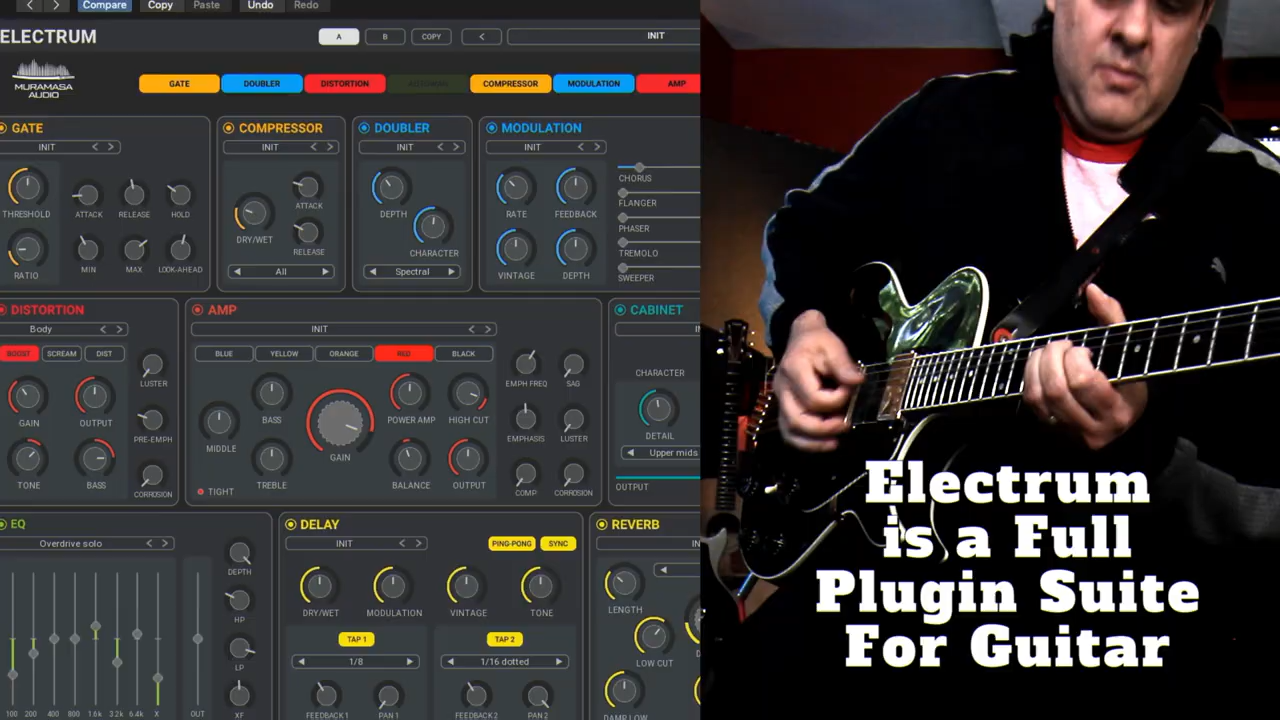 Compare Copy Paste Undo Redo
ELECTRUM A B COPY < INIT
MURAMASA
AUDIO
GATE DOUBLER DISTORTION COMPRESSOR MODULATION AMP
GATE
INIT
THRESHOLD
ATTACK RELEASE HOLD
RATIO
MIN MAX LOOK-AHEAD
COMPRESSOR
INIT
ATTACK
DRY/WET
RELEASE
All
DOUBLER
INIT
DEPTH
CHARACTER
Spectral
MODULATION
INIT
RATE FEEDBACK
VINTAGE DEPTH
CHORUS
FLANGER
PHASER
TREMOLO
SWEEPER
DISTORTION
Body
BOOST SCREAM DIST
GAIN OUTPUT
TONE BASS
LUSTER
PRE-EMPH
CORROSION
AMP
INIT
BLUE YELLOW ORANGE RED BLACK
MIDDLE
BASS
TREBLE
GAIN
POWER AMP HIGH CUT
BALANCE OUTPUT
TIGHT
EMPH FREQ SAG
EMPHASIS LUSTER
COMP CORROSION
CABINET
CHARACTER
DETAIL
Upper mids
OUTPUT
EQ
Overdrive solo
DEPTH
HP
LP
XF
100 200 400 800 1.6k 3.2k 6.4k X OUT
DELAY
INIT
PING-PONG SYNC
DRY/WET MODULATION VINTAGE TONE
TAP 1 TAP 2
1/8 1/16 dotted
FEEDBACK1 PAN 1 FEEDBACK2 PAN 2
REVERB
LENGTH
LOW CUT
DAMP LOW
Electrum
is a Full
Plugin Suite
For Guitar